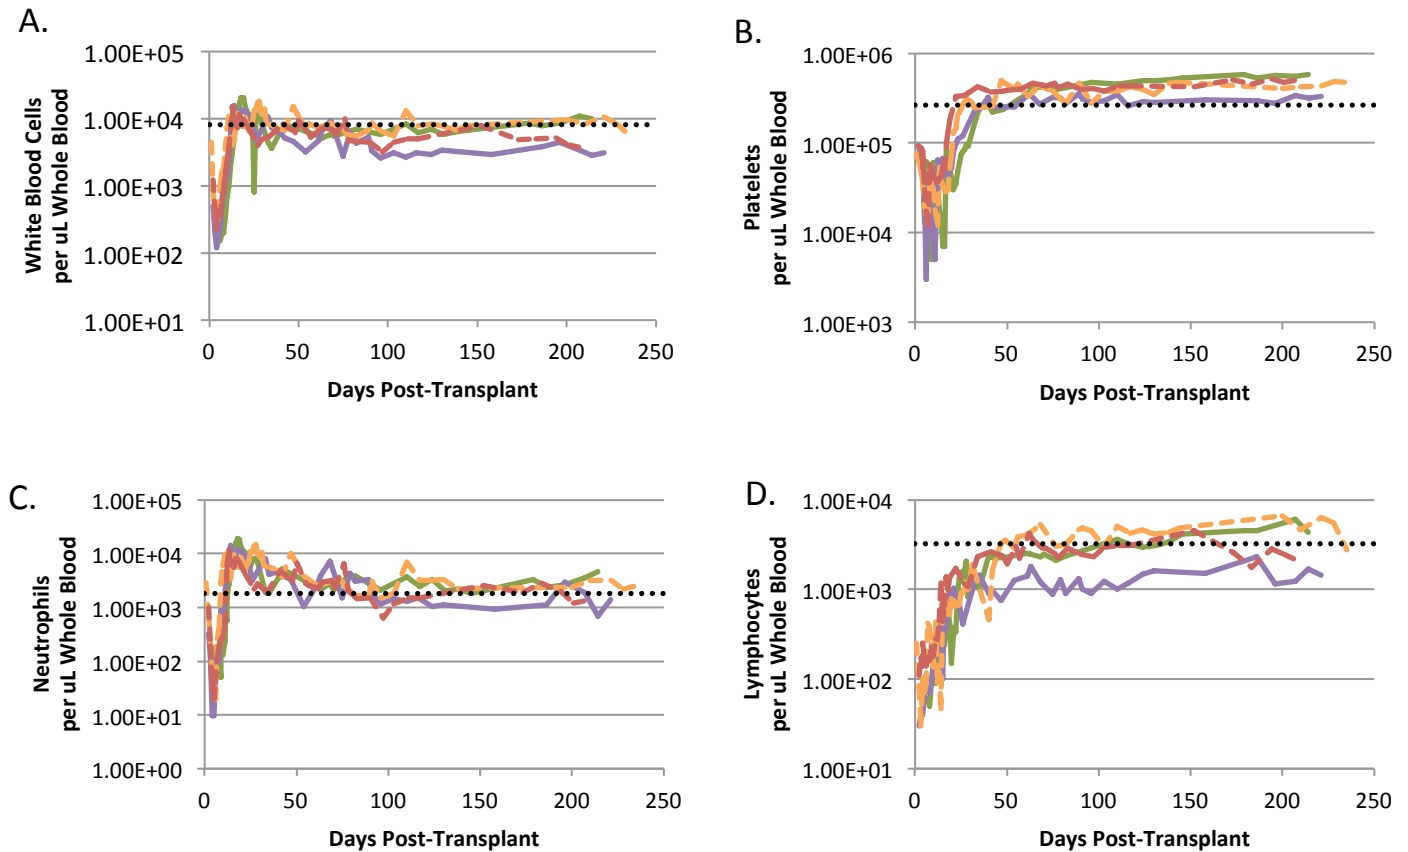 A.
White Blood Cells
per uL Whole Blood
1.00E+05
1.00E+04
1.00E+03
1.00E+02
1.00E+01
0 50 100 150 200 250
Days Post-Transplant
B.
Platelets
per uL Whole Blood
1.00E+06
1.00E+05
1.00E+04
1.00E+03
0 50 100 150 200 250
Days Post-Transplant
C.
Neutrophils
per uL Whole Blood
1.00E+05
1.00E+04
1.00E+03
1.00E+02
1.00E+01
1.00E+00
0 50 100 150 200 250
Days Post-Transplant
D.
Lymphocytes
per uL Whole Blood
1.00E+04
1.00E+03
1.00E+02
1.00E+01
0 50 100 150 200 250
Days Post-Transplant